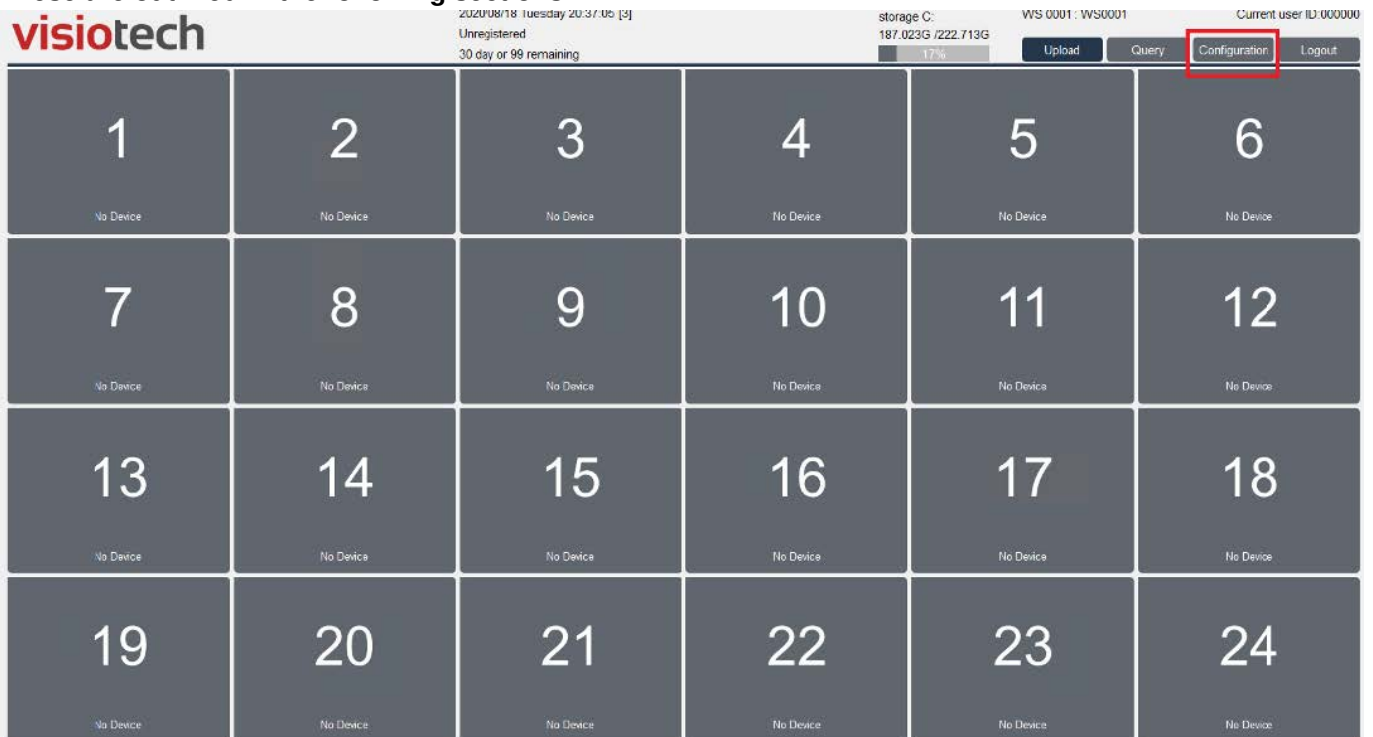 visiotech
2020/08/18 Tuesday 20:37:05 [3]
Unregistered
30 day or 99 remaining
storage C:
187.023G /222.713G
17%
WS 0001 : WS0001
Current user ID:000000
Upload
Query
Configuration
Logout
1
No Device
2
No Device
3
No Device
4
No Device
5
No Device
6
No Device
7
No Device
8
No Device
9
No Device
10
No Device
11
No Device
12
No Device
13
No Device
14
No Device
15
No Device
16
No Device
17
No Device
18
No Device
19
No Device
20
No Device
21
No Device
22
No Device
23
No Device
24
No Device